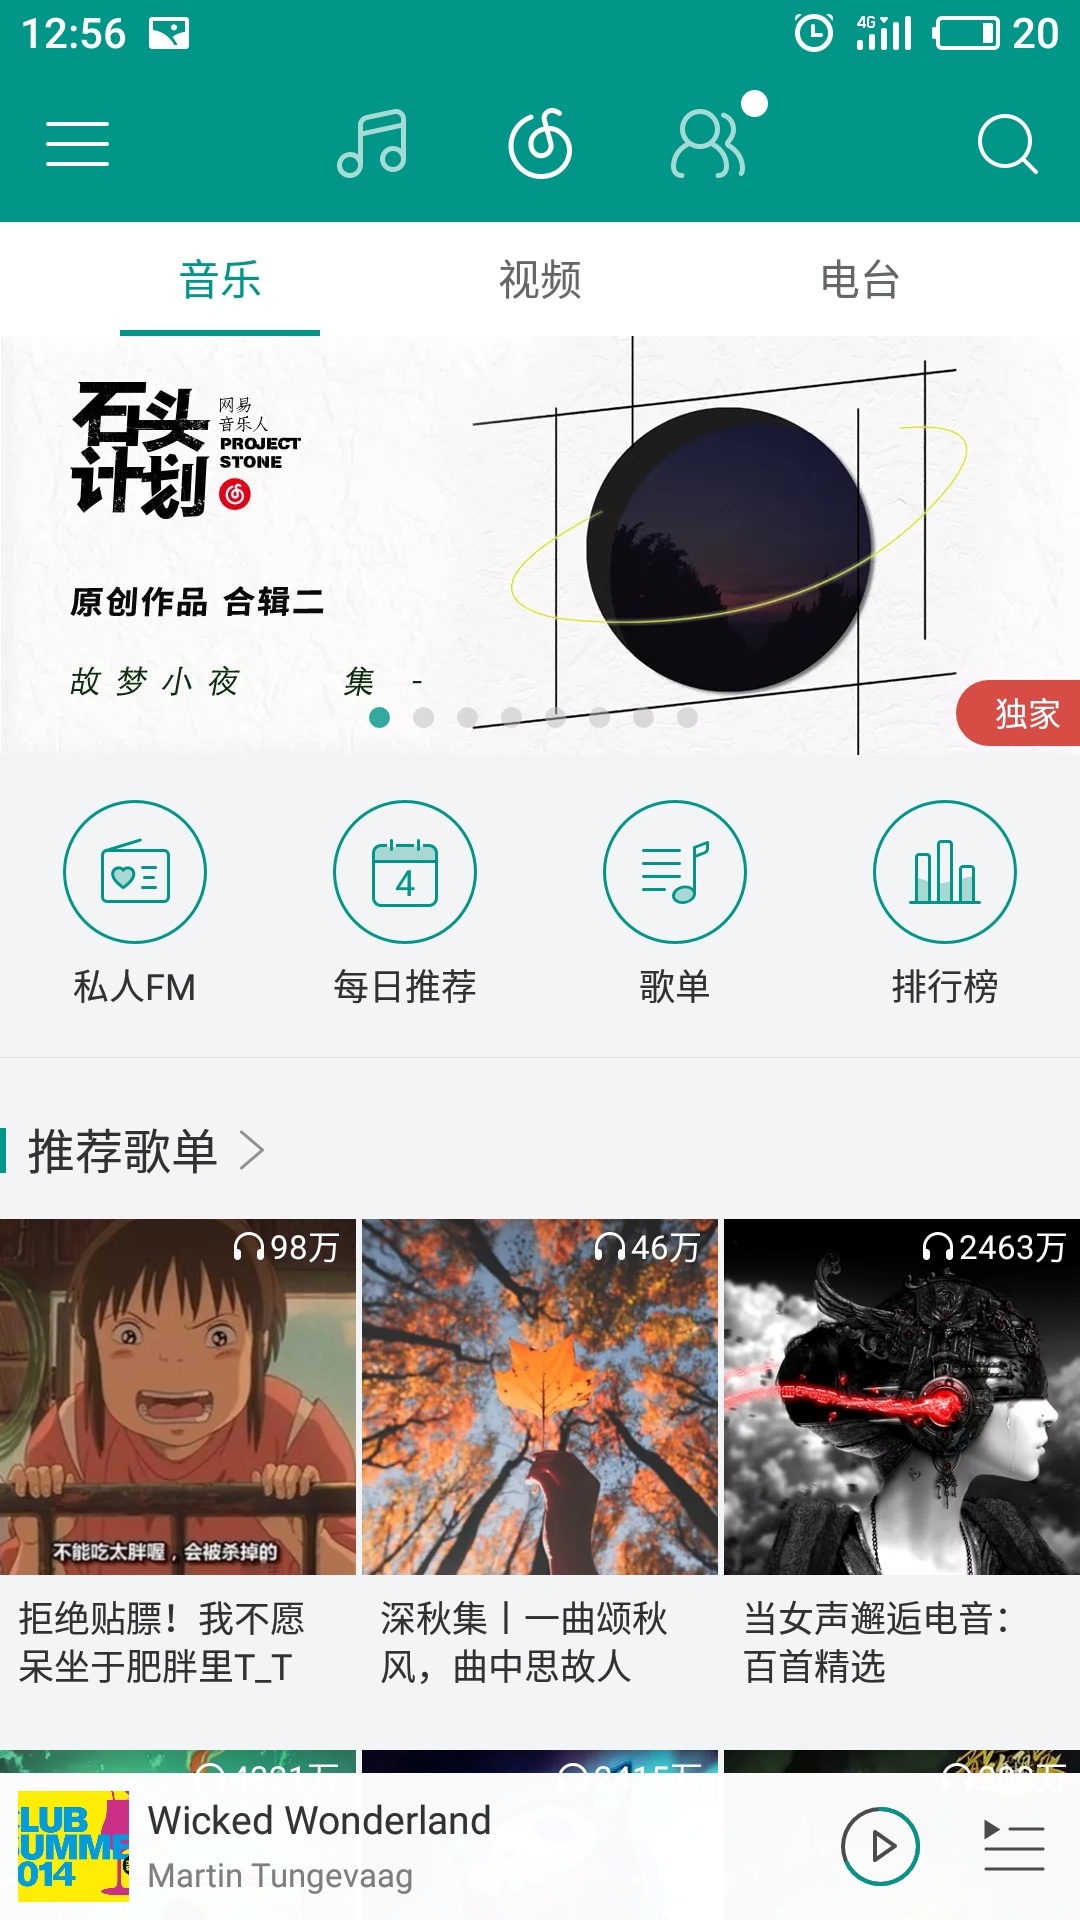 12:56
4G
20
音乐
视频
电台
石头
计划
网易
音乐人
PROJECT
STONE
原创作品 合辑二
故梦小夜 集 -
独家
4
私人FM
每日推荐
歌单
排行榜
推荐歌单
98万
46万
2463万
不能吃太胖喔，会被杀掉的
拒绝贴膘！我不愿
呆坐于肥胖里T_T
深秋集丨一曲颂秋
风，曲中思故人
当女声邂逅电音：
百首精选
LUB
UMME
014
Wicked Wonderland
Martin Tungevaag